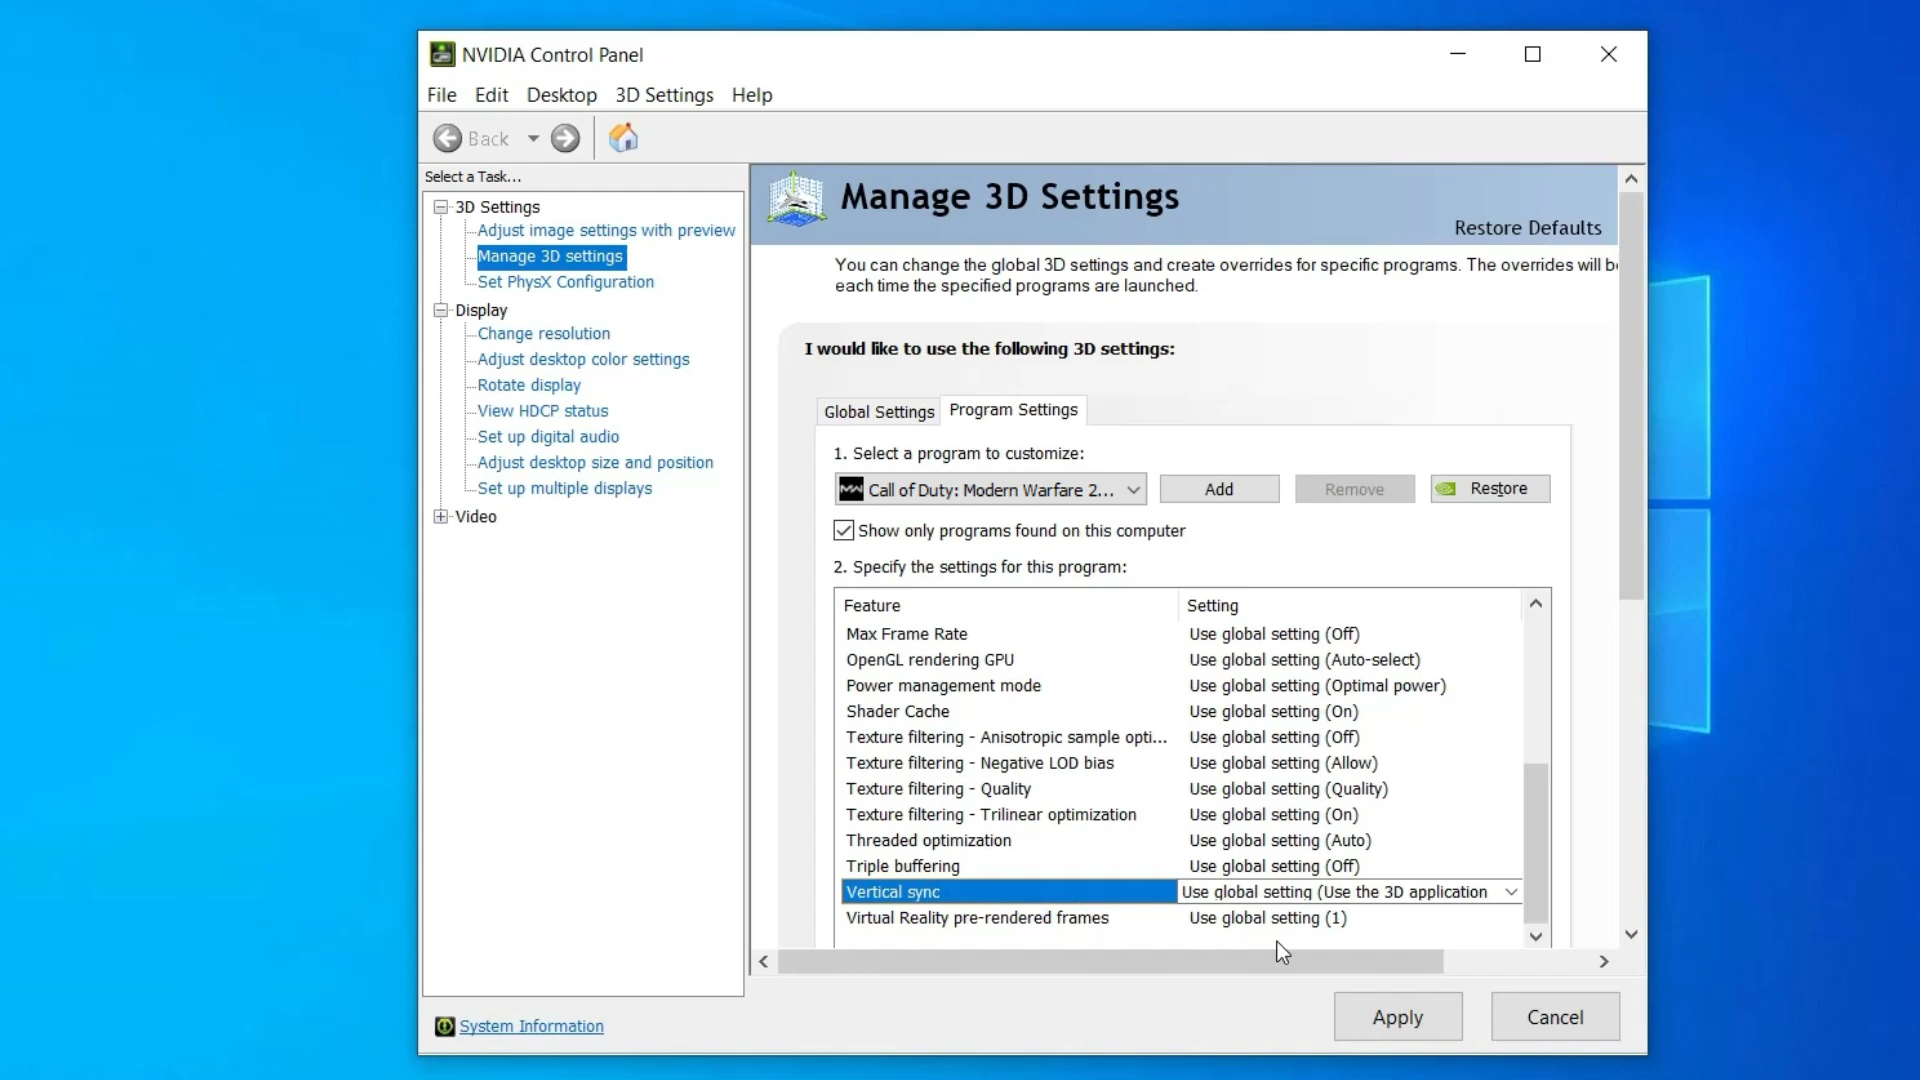 NVIDIA Control Panel
File Edit Desktop 3D Settings Help
Back
Select a Task...
3D Settings
Adjust image settings with preview
Manage 3D settings
Set PhysX Configuration
Display
Change resolution
Adjust desktop color settings
Rotate display
View HDCP status
Set up digital audio
Adjust desktop size and position
Set up multiple displays
Video
System Information
Manage 3D Settings
Restore Defaults
You can change the global 3D settings and create overrides for specific programs. The overrides will be
each time the specified programs are launched.
I would like to use the following 3D settings:
Global Settings Program Settings
1. Select a program to customize:
Call of Duty: Modern Warfare 2... Add Remove Restore
Show only programs found on this computer
2. Specify the settings for this program:
Feature Setting
Max Frame Rate Use global setting (Off)
OpenGL rendering GPU Use global setting (Auto-select)
Power management mode Use global setting (Optimal power)
Shader Cache Use global setting (On)
Texture filtering - Anisotropic sample opti... Use global setting (Off)
Texture filtering - Negative LOD bias Use global setting (Allow)
Texture filtering - Quality Use global setting (Quality)
Texture filtering - Trilinear optimization Use global setting (On)
Threaded optimization Use global setting (Auto)
Triple buffering Use global setting (Off)
Vertical sync Use global setting (Use the 3D application
Virtual Reality pre-rendered frames Use global setting (1)
Apply Cancel